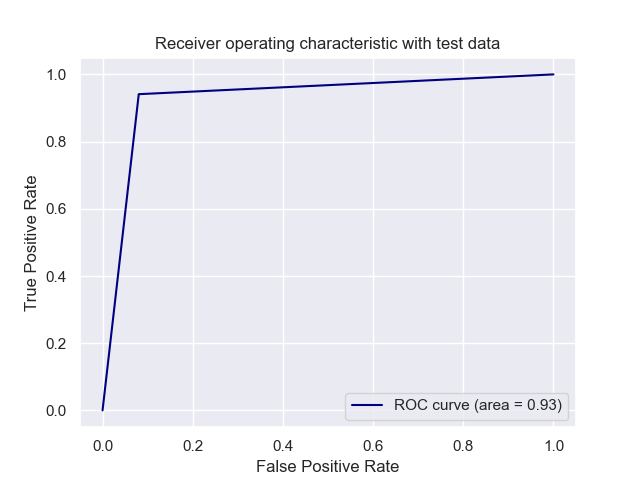 Receiver operating characteristic with test data
1.0
0.8
0.6
0.4
0.2
0.0
True Positive Rate
ROC curve (area = 0.93)
0.0 0.2 0.4 0.6 0.8 1.0
False Positive Rate